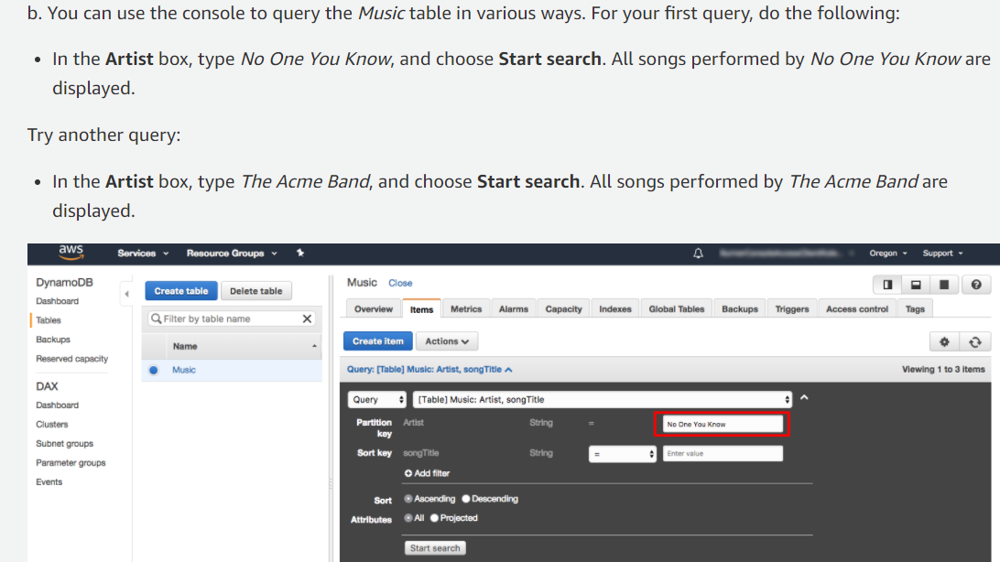 b. You can use the console to query the Music table in various ways. For your first query, do the following:
• In the Artist box, type No One You Know, and choose Start search. All songs performed by No One You Know are
displayed.
Try another query:
• In the Artist box, type The Acme Band, and choose Start search. All songs performed by The Acme Band are
displayed.
aws Services Resource Groups Oregon Support
DynamoDB
Dashboard
Tables
Backups
Reserved capacity
DAX
Dashboard
Clusters
Subnet groups
Parameter groups
Events
Create table Delete table
Filter by table name
Name
Music
Music Close
Overview Items Metrics Alarms Capacity Indexes Global Tables Backups Triggers Access control Tags
Create item Actions
Query: [Table] Music: Artist, songTitle Viewing 1 to 3 items
Query [Table] Music: Artist, songTitle
Partition Artist String = No One You Know
key
Sort key songTitle String = Enter value
Add filter
Sort Ascending Descending
Attributes All Projected
Start search